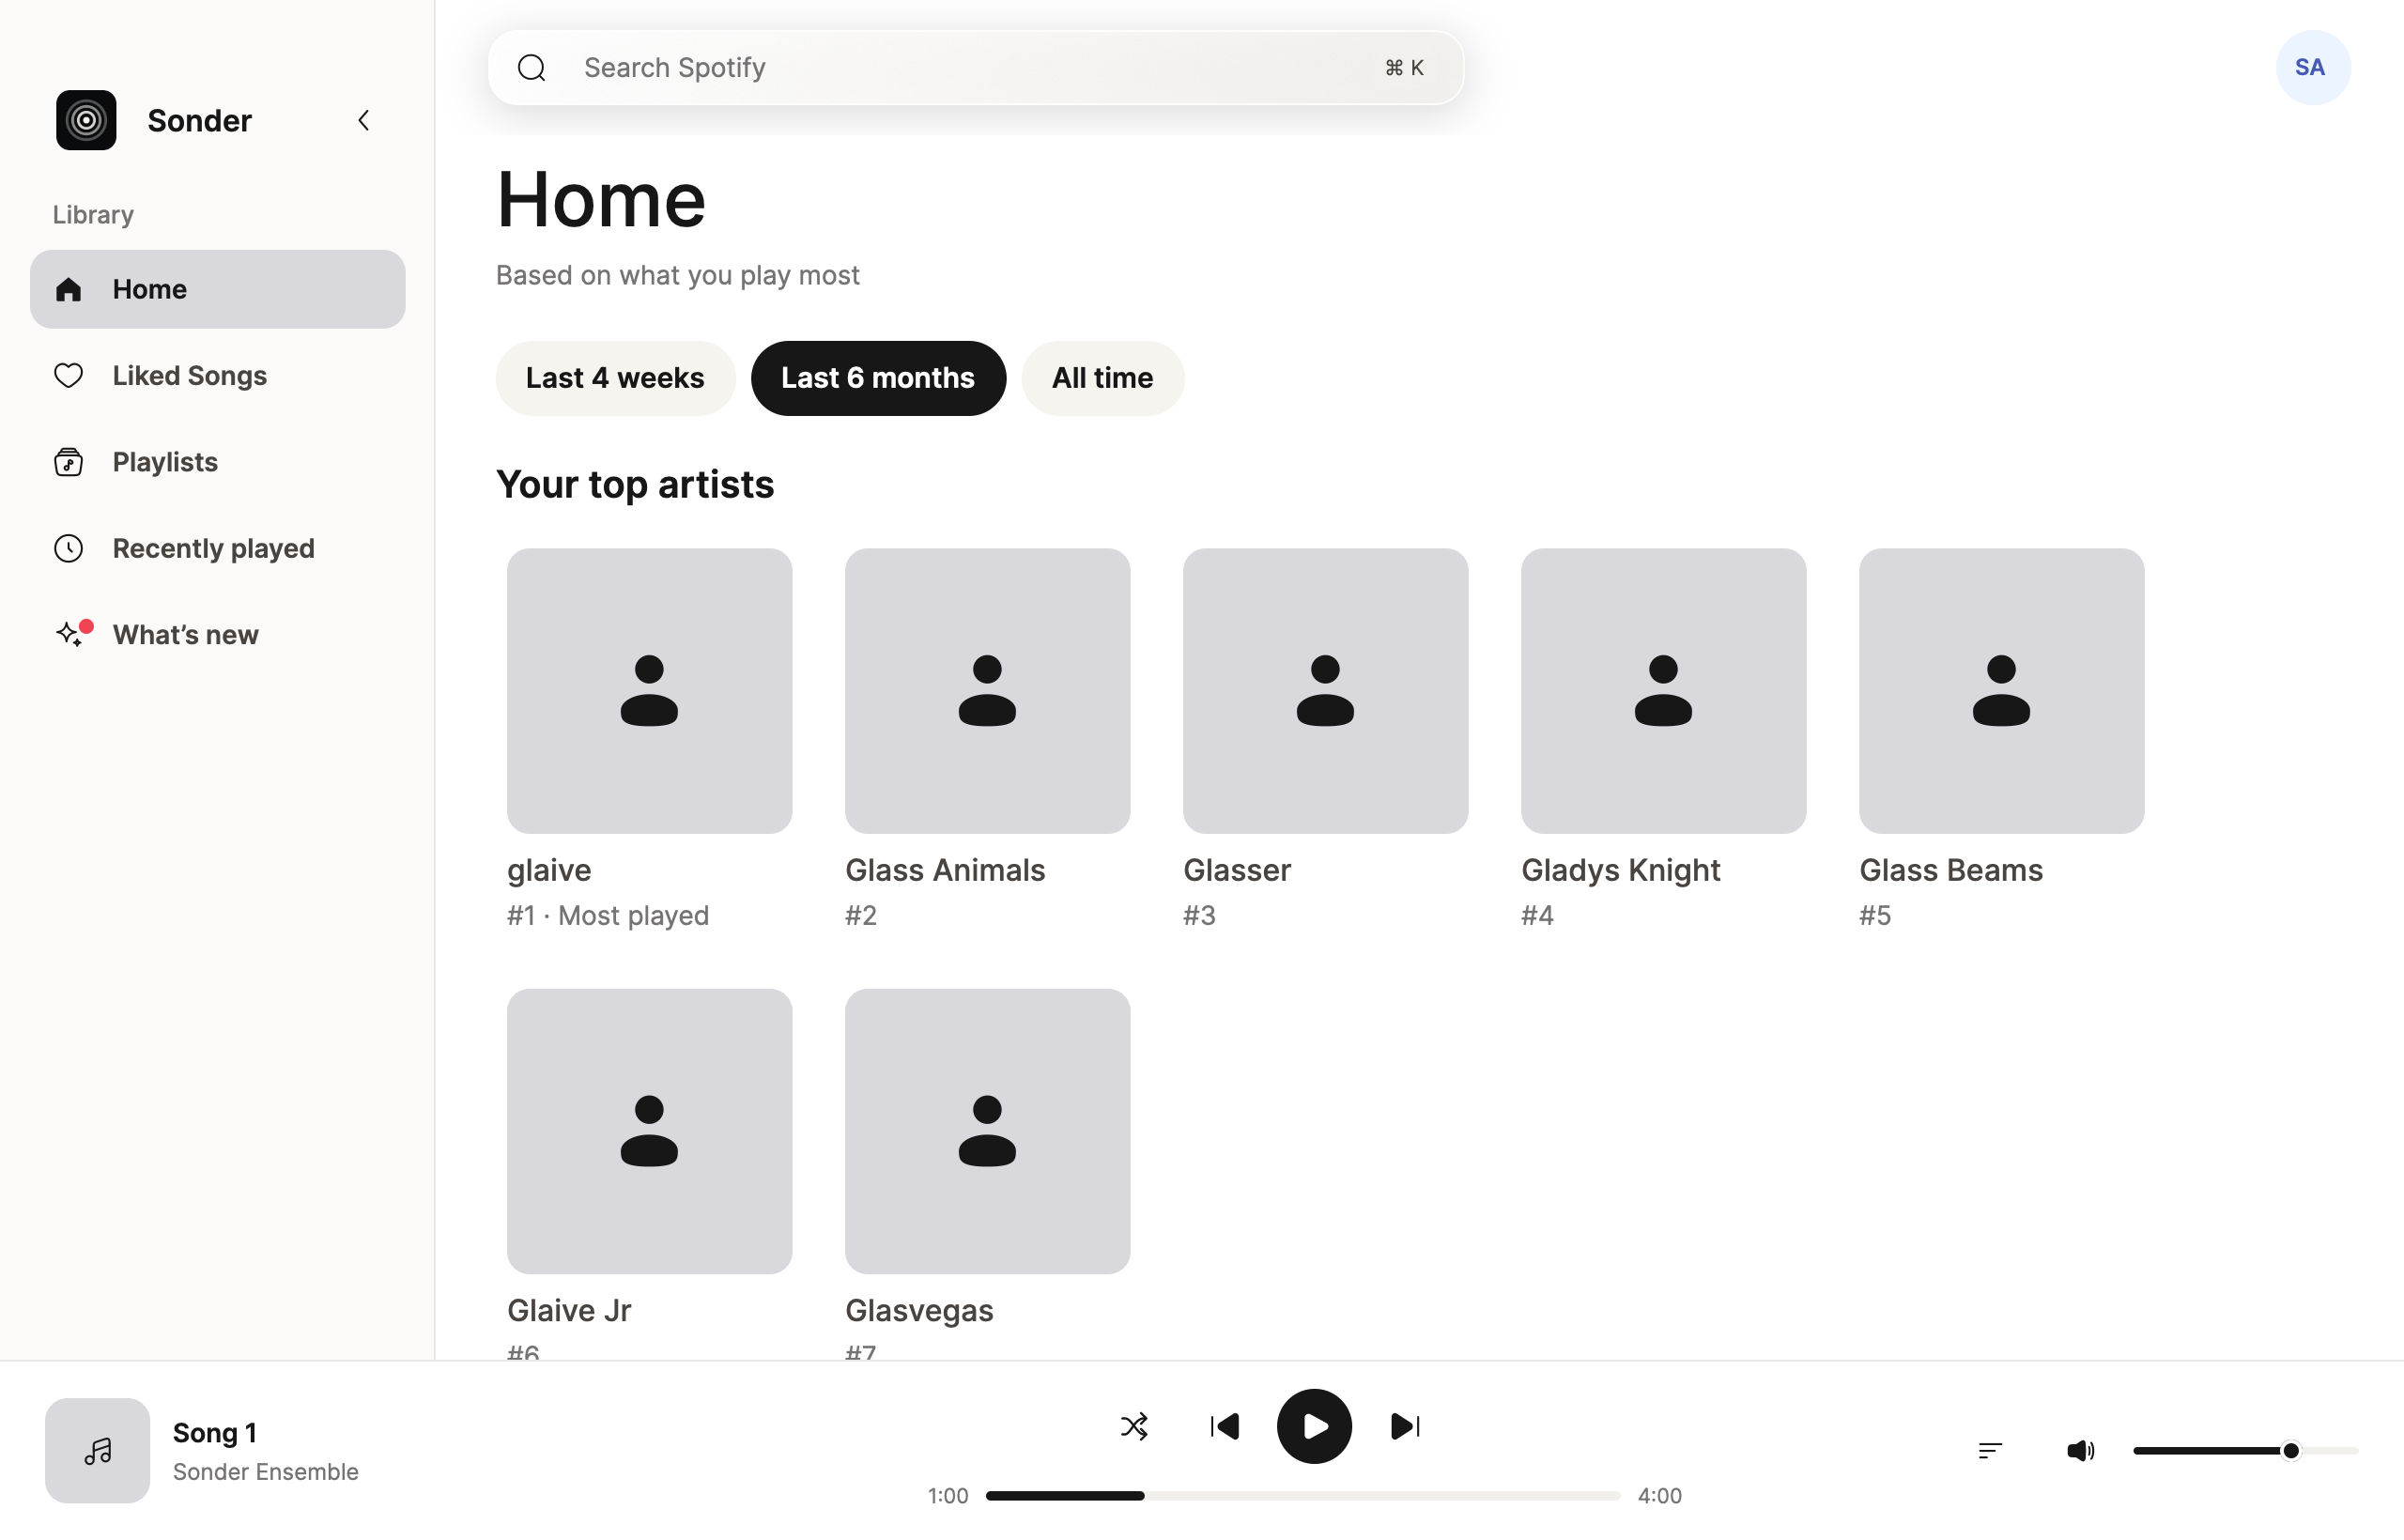 Sonder
Library
Home
Liked Songs
Playlists
Recently played
What’s new
Search Spotify
⌘ K
SA
Home
Based on what you play most
Last 4 weeks
Last 6 months
All time
Your top artists
glaive
#1 · Most played
Glass Animals
#2
Glasser
#3
Gladys Knight
#4
Glass Beams
#5
Glaive Jr
#6
Glasvegas
#7
Song 1
Sonder Ensemble
1:00
4:00